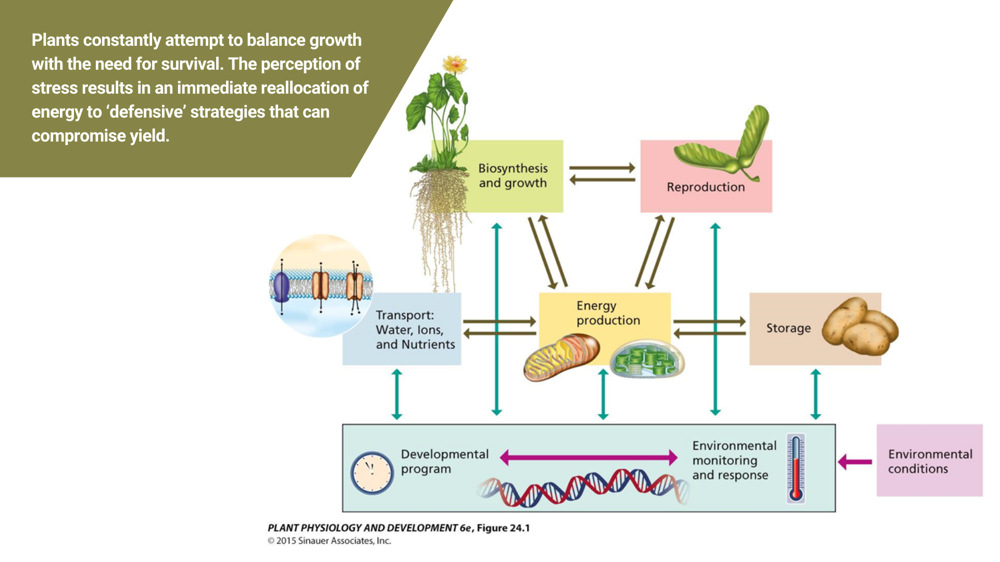 Plants constantly attempt to balance growth
with the need for survival. The perception of
stress results in an immediate reallocation of
energy to ‘defensive’ strategies that can
compromise yield.
Biosynthesis
and growth
Reproduction
Transport:
Water, Ions,
and Nutrients
Energy
production
Storage
Developmental
program
Environmental
monitoring
and response
Environmental
conditions
PLANT PHYSIOLOGY AND DEVELOPMENT 6e, Figure 24.1
© 2015 Sinauer Associates, Inc.